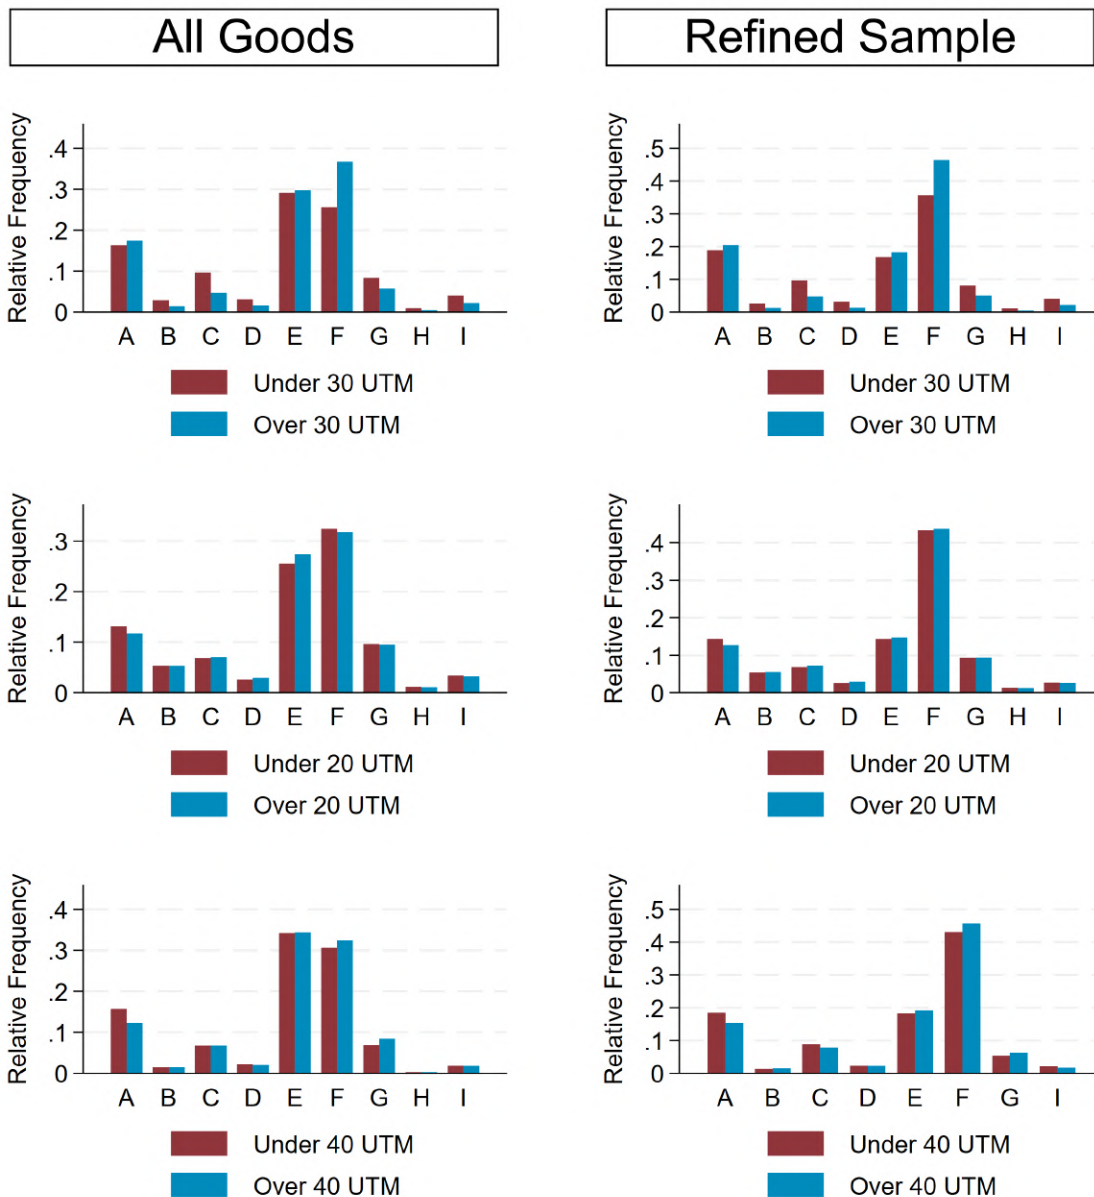 All Goods
Refined Sample
Relative Frequency
.4
.3
.2
.1
0
A B C D E F G H I
Under 30 UTM
Over 30 UTM
Relative Frequency
.5
.4
.3
.2
.1
0
A B C D E F G H I
Under 30 UTM
Over 30 UTM
Relative Frequency
.3
.2
.1
0
A B C D E F G H I
Under 20 UTM
Over 20 UTM
Relative Frequency
.4
.3
.2
.1
0
A B C D E F G H I
Under 20 UTM
Over 20 UTM
Relative Frequency
.4
.3
.2
.1
0
A B C D E F G H I
Under 40 UTM
Over 40 UTM
Relative Frequency
.5
.4
.3
.2
.1
0
A B C D E F G I
Under 40 UTM
Over 40 UTM